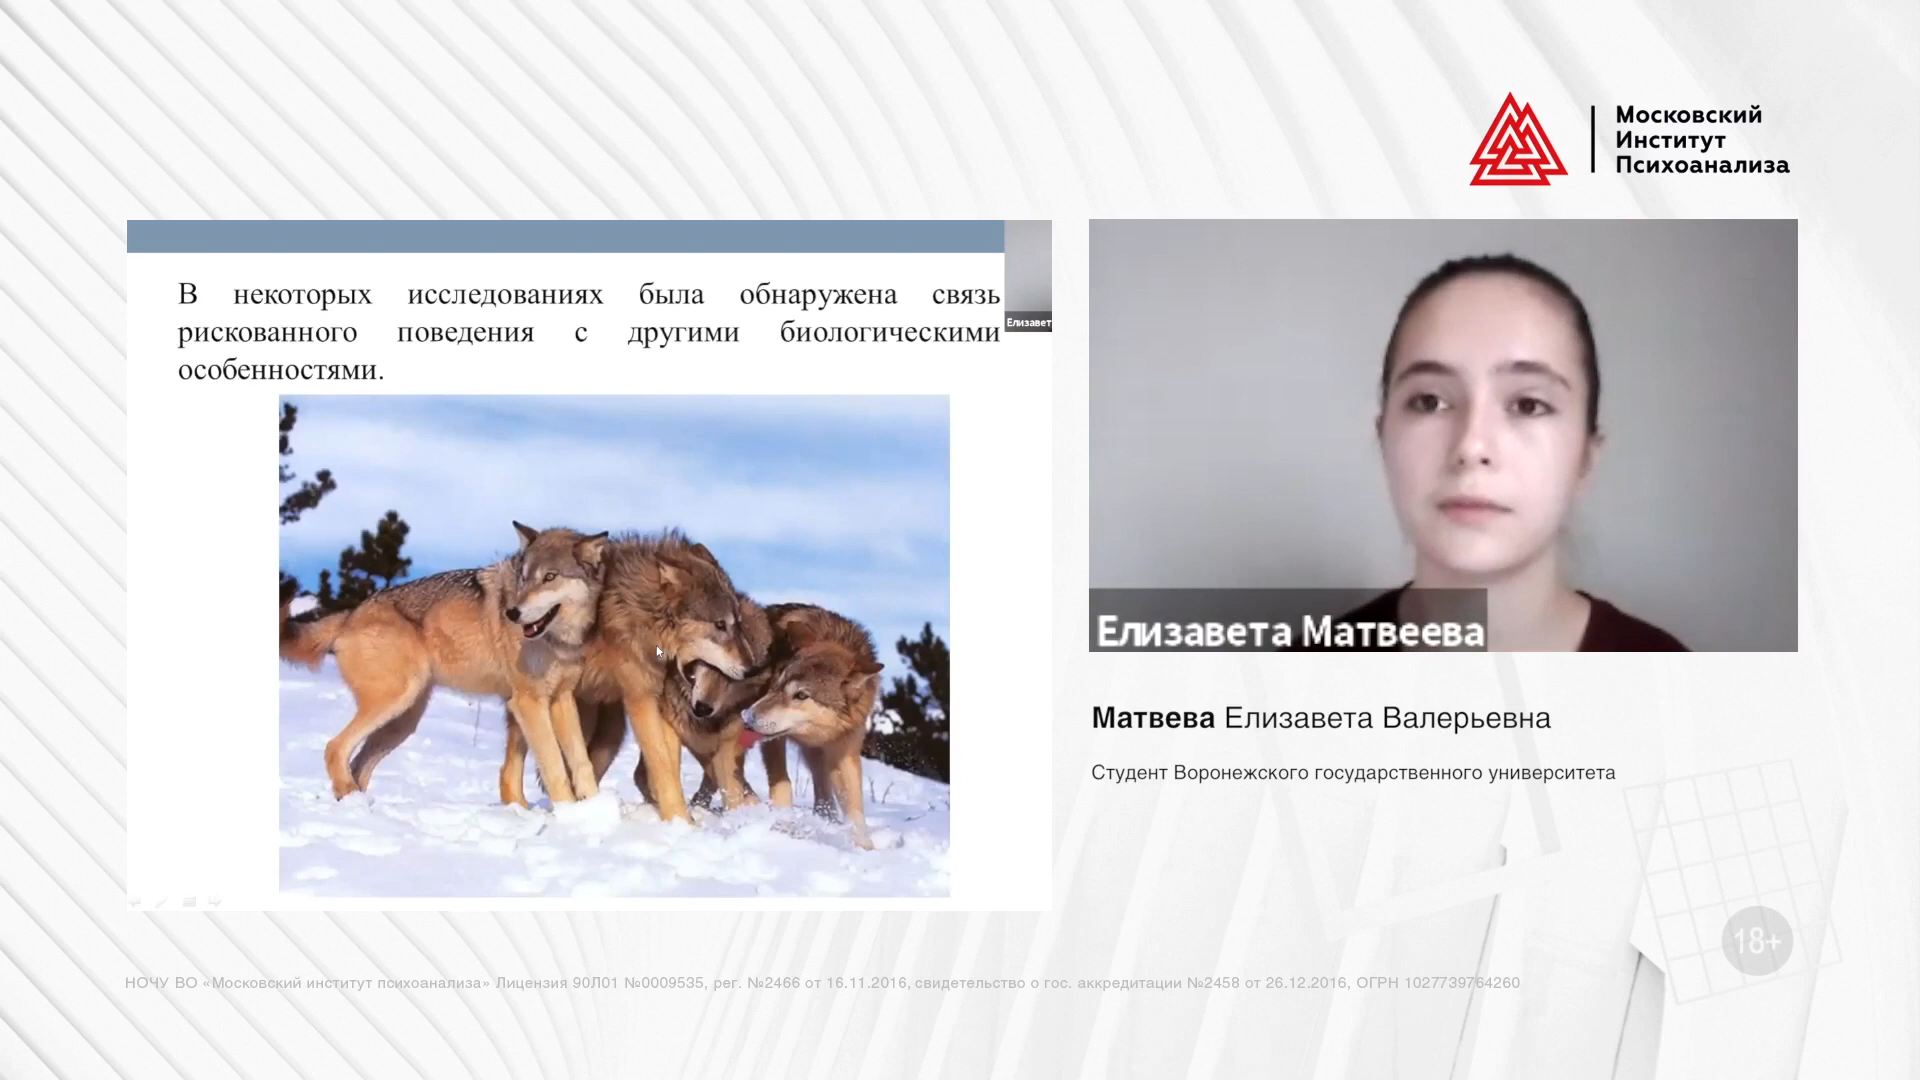 Московский
Институт
Психоанализа
В некоторых исследованиях была обнаружена связь
рискованного поведения с другими биологическими
особенностями.
Елизавет
Елизавета Матвеева
Матвева Елизавета Валерьевна
Студент Воронежского государственного университета
18+
НОЧУ ВО «Московский институт психоанализа» Лицензия 90Л01 №0009535, рег. №2466 от 16.11.2016, свидетельство о гос. аккредитации №2458 от 26.12.2016, ОГРН 1027739764260